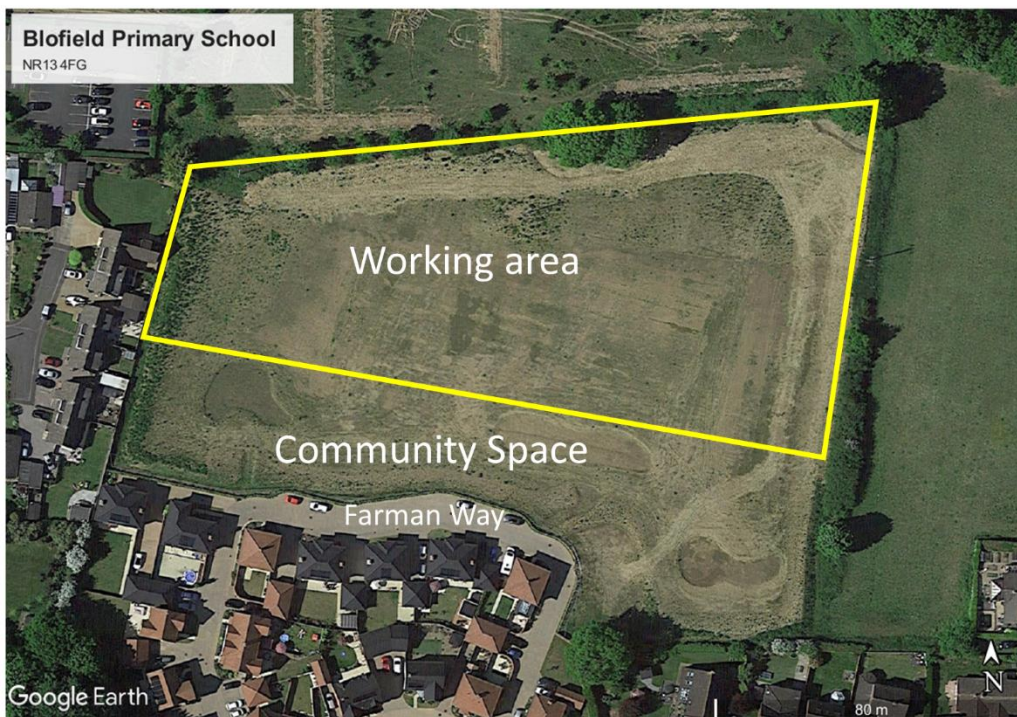 Blofield Primary School
NR13 4FG
Working area
Community Space
Farman Way
Google Earth
N
80 m